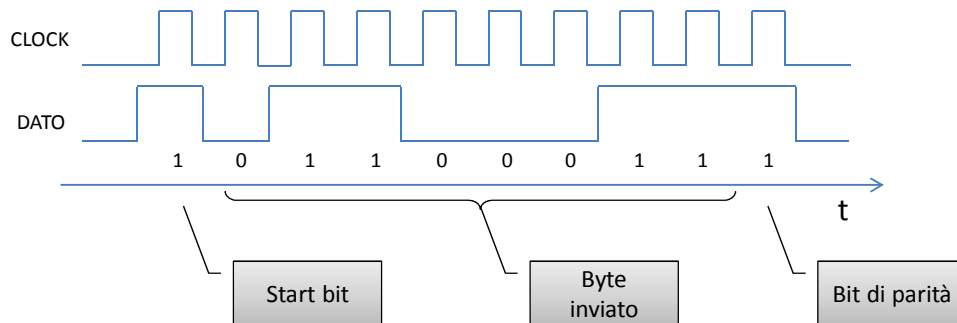 CLOCK
DATO
1 0 1 1 0 0 0 1 1 1
t
Start bit
Byte
inviato
Bit di parità